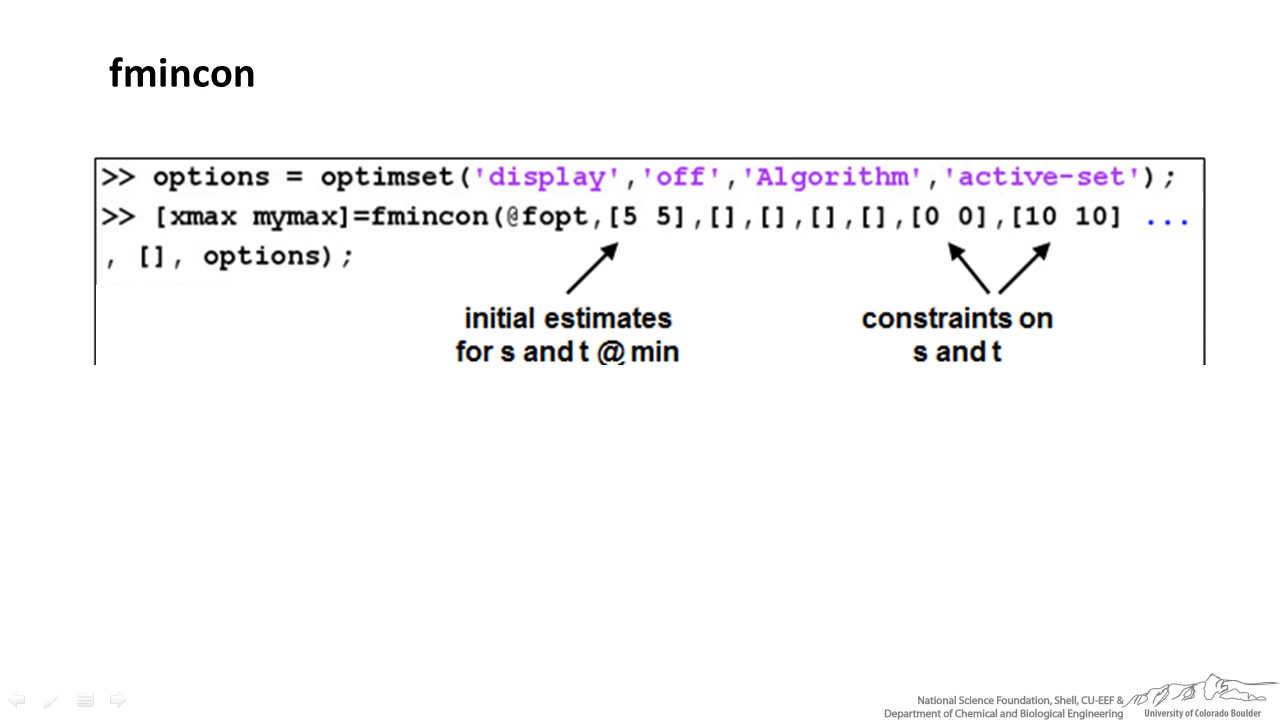 fmincon
>> options = optimset('display','off','Algorithm','active-set');
>> [xmax mymax]=fmincon(@fopt,[5 5],[],[],[],[],[0 0],[10 10] ...
, [], options);
initial estimates
for s and t @ min
constraints on
s and t
National Science Foundation, Shell, CU-EEF &
Department of Chemical and Biological Engineering
University of Colorado Boulder